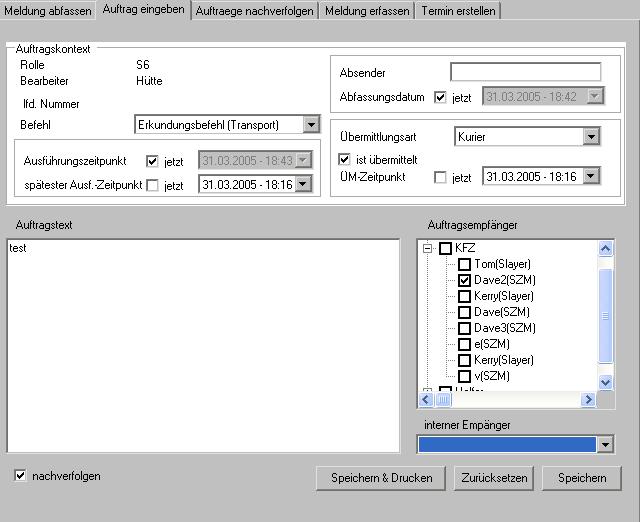 Meldung abfassen Auftrag eingeben Auftraege nachverfolgen Meldung erfassen Termin erstellen
Auftragskontext
Rolle S6
Bearbeiter Hütte
lfd. Nummer
Befehl Erkundungsbefehl (Transport)
Ausführungszeitpunkt jetzt 31.03.2005 - 18:43
spätester Ausf.-Zeitpunkt jetzt 31.03.2005 - 18:16
Absender
Abfassungsdatum jetzt 31.03.2005 - 18:42
Übermittlungsart Kurier
ist übermittelt
ÜM-Zeitpunkt jetzt 31.03.2005 - 18:16
Auftragstext
test
Auftragsempfänger
KFZ
Tom(Slayer)
Dave2(SZM)
Kerry(Slayer)
Dave(SZM)
Dave3(SZM)
e(SZM)
Kerry(Slayer)
v(SZM)
interner Empänger
nachverfolgen
Speichern & Drucken Zurücksetzen Speichern